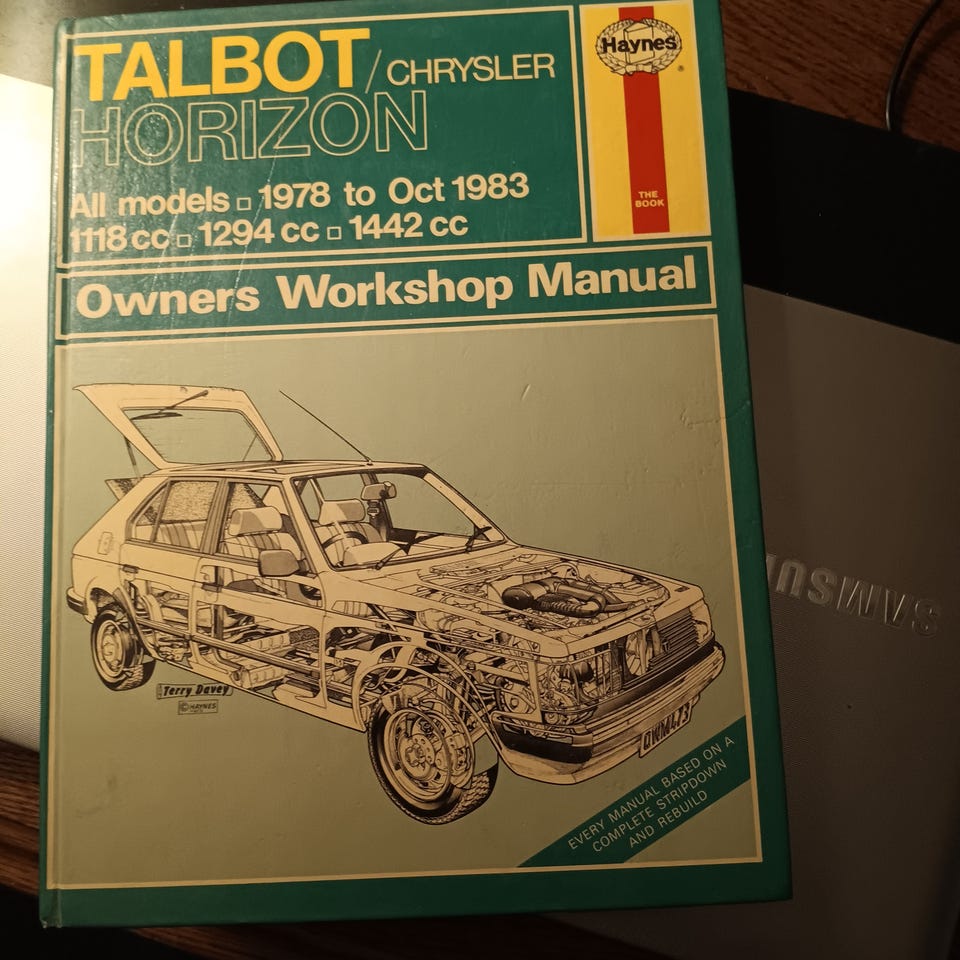 TALBOT/CHRYSLER
HORIZON
All models □ 1978 to Oct 1983
1118 cc □ 1294 cc □ 1442 cc
Haynes
®
THE
BOOK
Owners Workshop Manual
Terry Davey
© HAYNES
EVERY MANUAL BASED ON A
COMPLETE STRIPDOWN
AND REBUILD
SAMSU